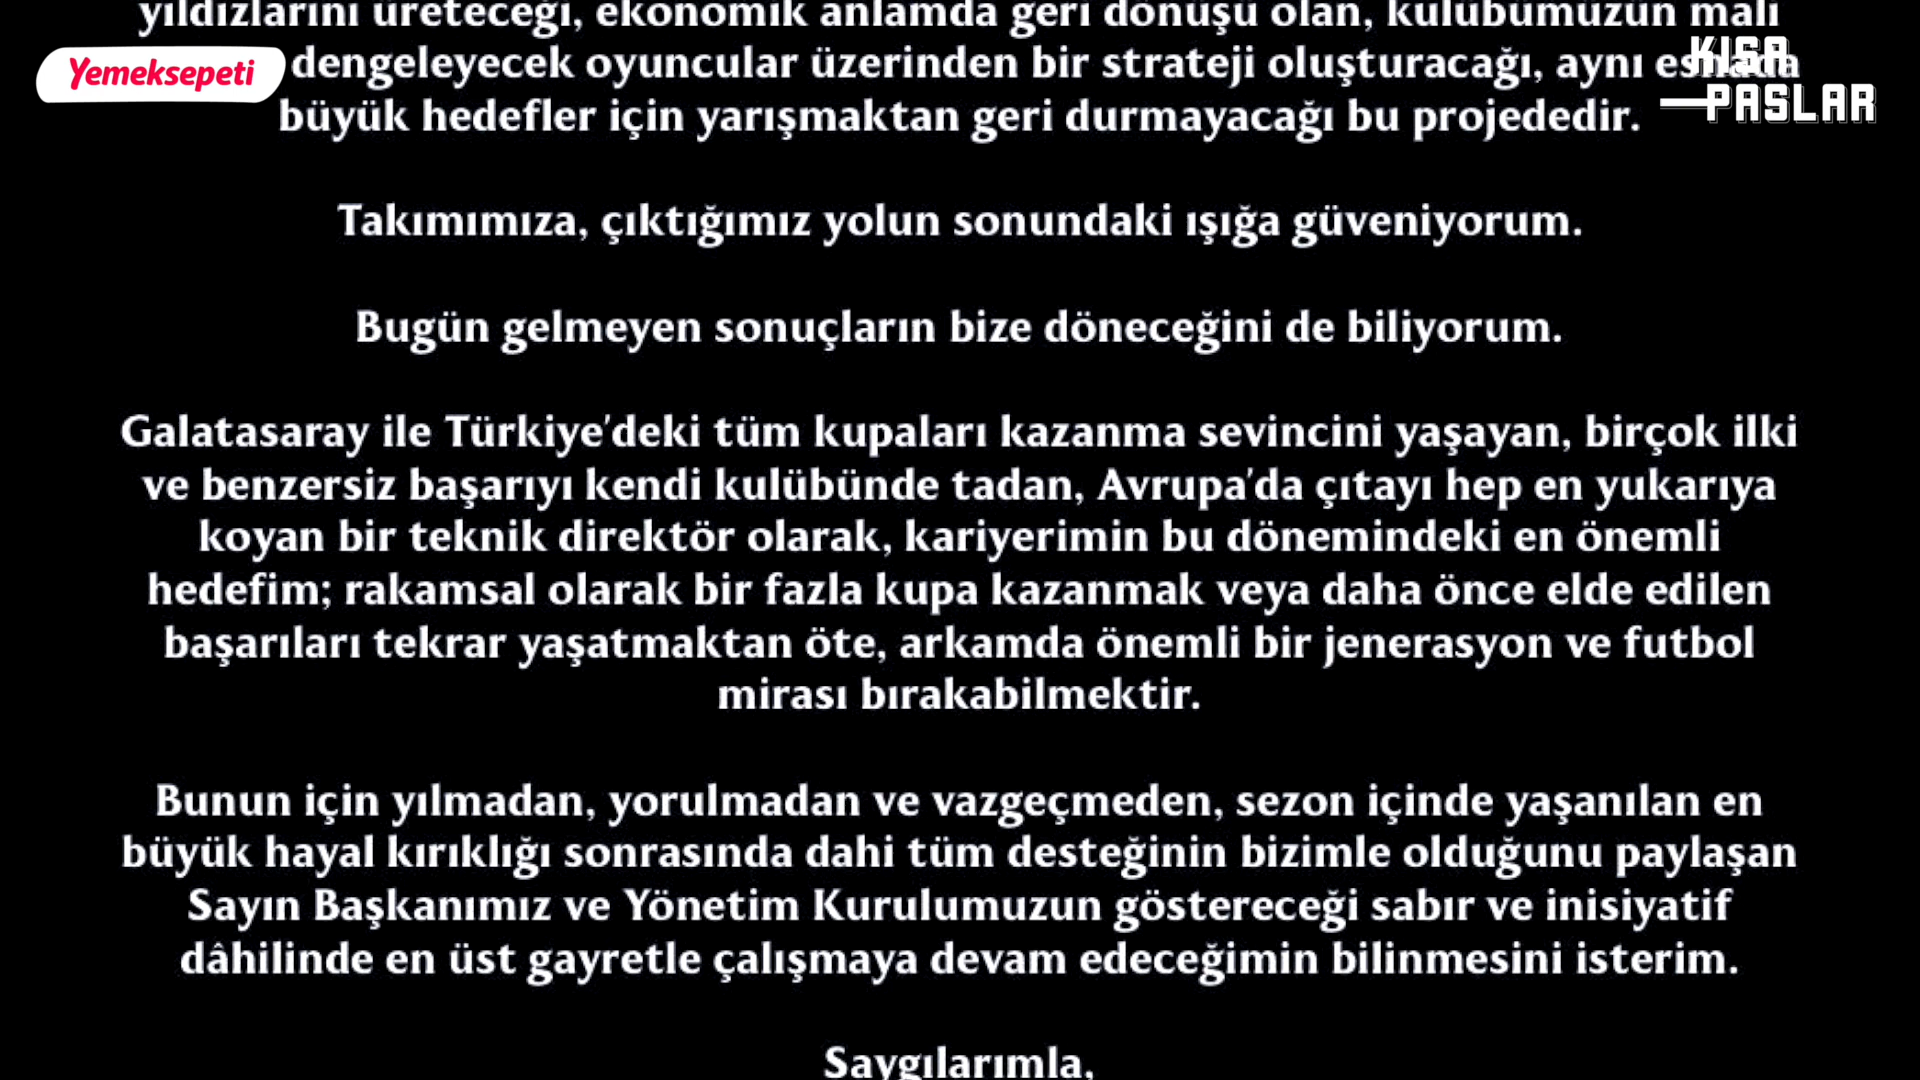 yıldızlarını üreteceği, ekonomik anlamda geri dönüşü olan, kulübümüzün mali
Yemeksepeti
dengeleyecek oyuncular üzerinden bir strateji oluşturacağı, aynı esnada
KISA
PASLAR
büyük hedefler için yarışmaktan geri durmayacağı bu projededir.
Takımımıza, çıktığımız yolun sonundaki ışığa güveniyorum.
Bugün gelmeyen sonuçların bize döneceğini de biliyorum.
Galatasaray ile Türkiye'deki tüm kupaları kazanma sevincini yaşayan, birçok ilki
ve benzersiz başarıyı kendi kulübünde tadan, Avrupa'da çıtayı hep en yukarıya
koyan bir teknik direktör olarak, kariyerimin bu dönemindeki en önemli
hedefim; rakamsal olarak bir fazla kupa kazanmak veya daha önce elde edilen
başarıları tekrar yaşatmaktan öte, arkamda önemli bir jenerasyon ve futbol
mirası bırakabilmektir.
Bunun için yılmadan, yorulmadan ve vazgeçmeden, sezon içinde yaşanılan en
büyük hayal kırıklığı sonrasında dahi tüm desteğinin bizimle olduğunu paylaşan
Sayın Başkanımız ve Yönetim Kurulumuzun göstereceği sabır ve inisiyatif
dâhilinde en üst gayretle çalışmaya devam edeceğimin bilinmesini isterim.
Saygılarımla,